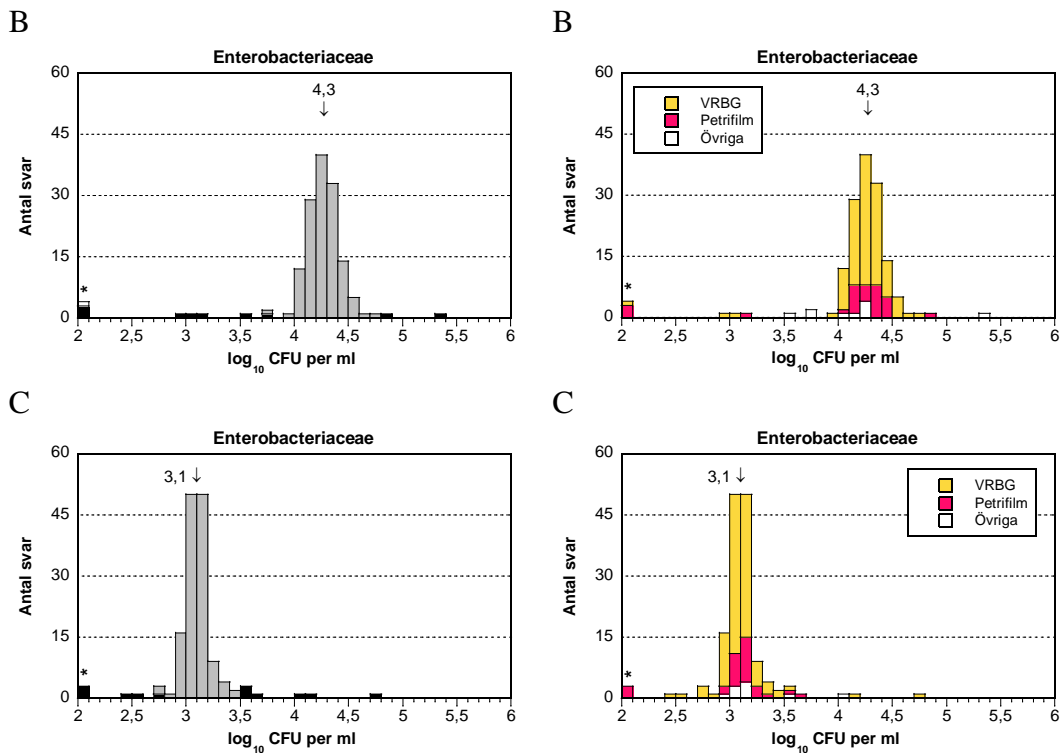 B
Enterobacteriaceae
60
45
30
15
0
Antal svar
4,3
↓
*
2 2,5 3 3,5 4 4,5 5 5,5 6
log10 CFU per ml
B
Enterobacteriaceae
60
45
30
15
0
Antal svar
VRBG
Petrifilm
Övriga
4,3
↓
*
2 2,5 3 3,5 4 4,5 5 5,5 6
log10 CFU per ml
C
Enterobacteriaceae
60
45
30
15
0
Antal svar
3,1 ↓
*
2 2,5 3 3,5 4 4,5 5 5,5 6
log10 CFU per ml
C
Enterobacteriaceae
60
45
30
15
0
Antal svar
3,1 ↓
VRBG
Petrifilm
Övriga
*
2 2,5 3 3,5 4 4,5 5 5,5 6
log10 CFU per ml